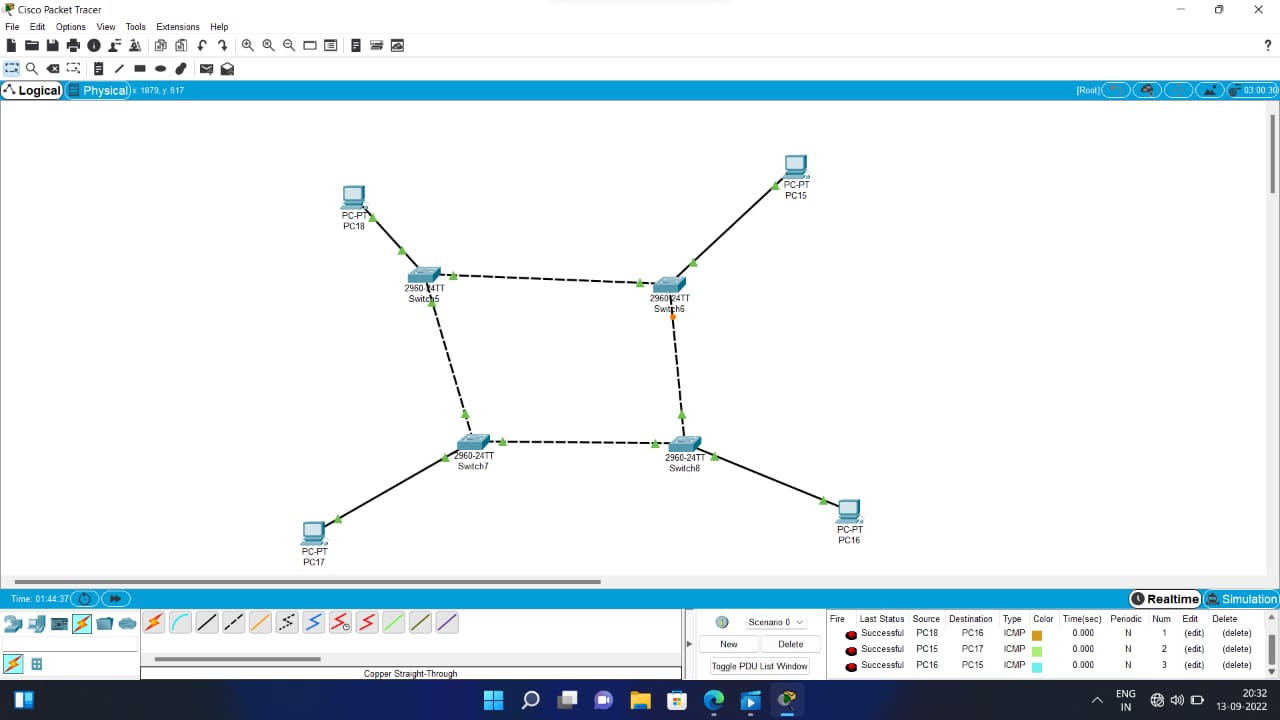 Cisco Packet Tracer
File Edit Options View Tools Extensions Help
?
Logical Physical x: 1879, y: 617 [Root] 03:00:30
PC-PT
PC15
PC-PT
PC18
2960-24TT
Switch5
2960-24TT
Switch6
2960-24TT
Switch7
2960-24TT
Switch8
PC-PT
PC16
PC-PT
PC17
Time: 01:44:37 Realtime Simulation
Scenario 0
New Delete
Toggle PDU List Window
Copper Straight-Through
Fire Last Status Source Destination Type Color Time(sec) Periodic Num Edit Delete
Successful PC18 PC16 ICMP 0.000 N 1 (edit) (delete)
Successful PC15 PC17 ICMP 0.000 N 2 (edit) (delete)
Successful PC16 PC15 ICMP 0.000 N 3 (edit) (delete)
ENG
IN
20:32
13-09-2022